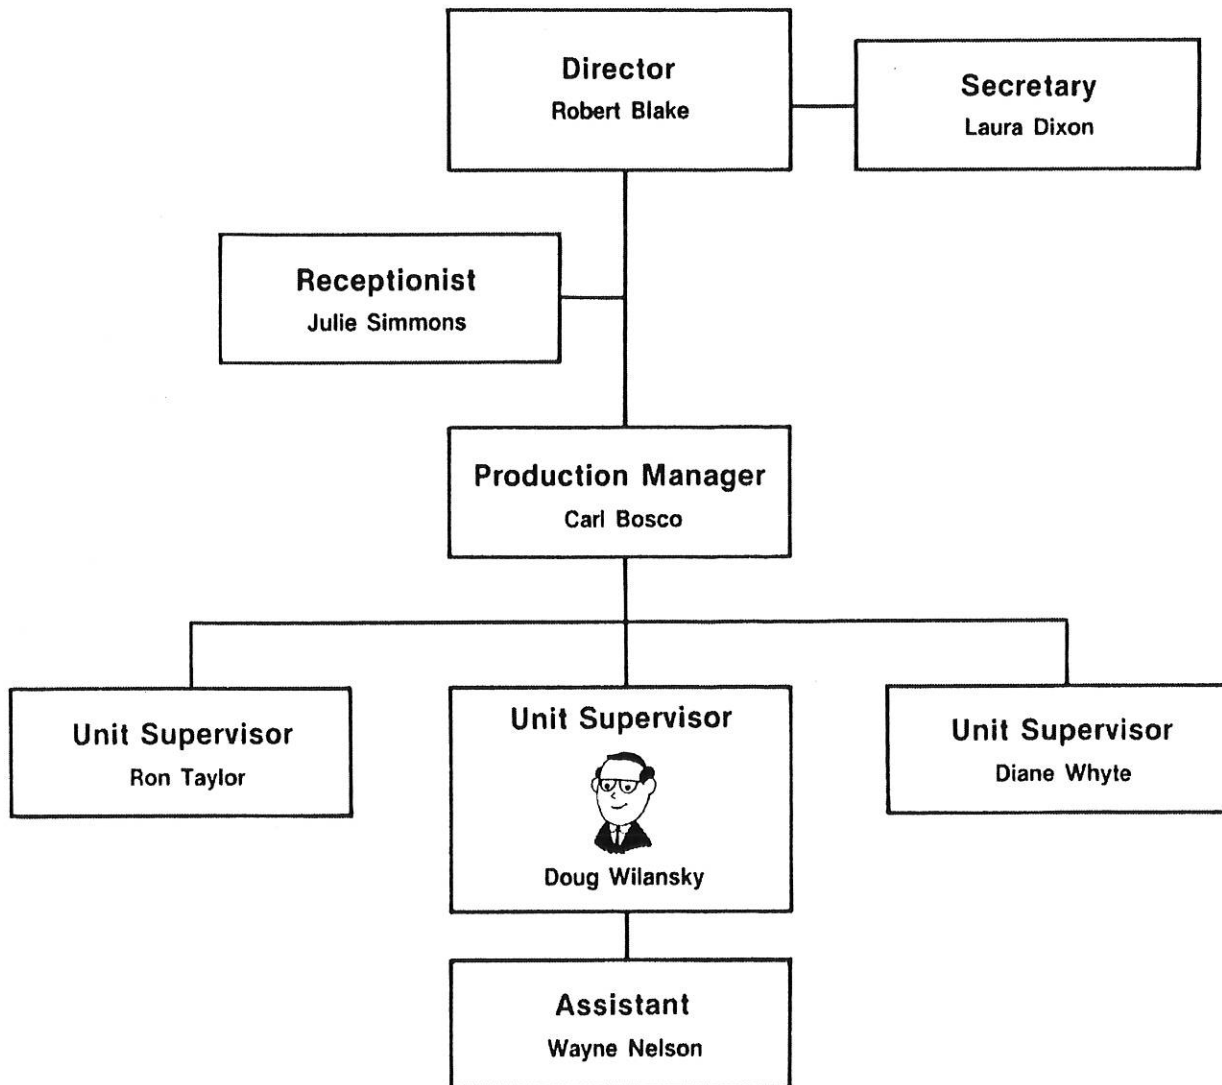 Director
Robert Blake
Secretary
Laura Dixon
Receptionist
Julie Simmons
Production Manager
Carl Bosco
Unit Supervisor
Ron Taylor
Unit Supervisor
Doug Wilansky
Unit Supervisor
Diane Whyte
Assistant
Wayne Nelson